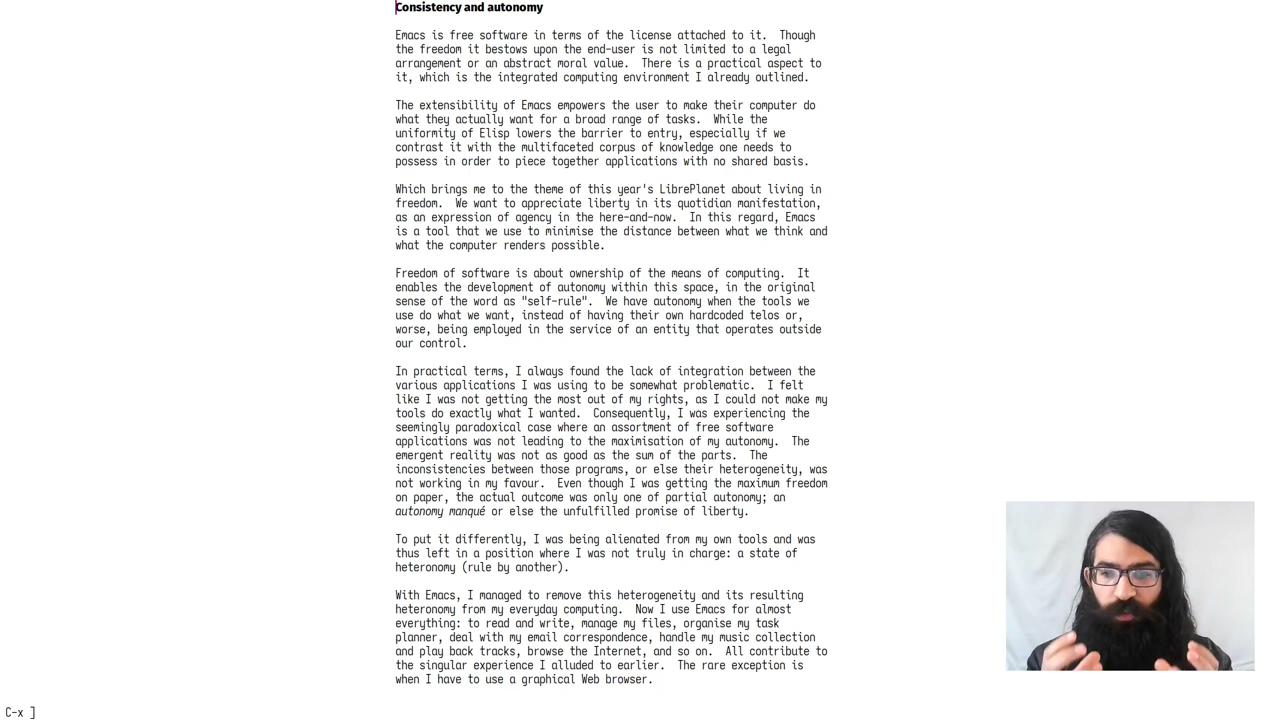 Consistency and autonomy
Emacs is free software in terms of the license attached to it.  Though
the freedom it bestows upon the end-user is not limited to a legal
arrangement or an abstract moral value.  There is a practical aspect to
it, which is the integrated computing environment I already outlined.
The extensibility of Emacs empowers the user to make their computer do
what they actually want for a broad range of tasks.  While the
uniformity of Elisp lowers the barrier to entry, especially if we
contrast it with the multifaceted corpus of knowledge one needs to
possess in order to piece together applications with no shared basis.
Which brings me to the theme of this year's LibrePlanet about living in
freedom.  We want to appreciate liberty in its quotidian manifestation,
as an expression of agency in the here-and-now.  In this regard, Emacs
is a tool that we use to minimise the distance between what we think and
what the computer renders possible.
Freedom of software is about ownership of the means of computing.  It
enables the development of autonomy within this space, in the original
sense of the word as "self-rule".  We have autonomy when the tools we
use do what we want, instead of having their own hardcoded telos or,
worse, being employed in the service of an entity that operates outside
our control.
In practical terms, I always found the lack of integration between the
various applications I was using to be somewhat problematic.  I felt
like I was not getting the most out of my rights, as I could not make my
tools do exactly what I wanted.  Consequently, I was experiencing the
seemingly paradoxical case where an assortment of free software
applications was not leading to the maximisation of my autonomy.  The
emergent reality was not as good as the sum of the parts.  The
inconsistencies between those programs, or else their heterogeneity, was
not working in my favour.  Even though I was getting the maximum freedom
on paper, the actual outcome was only one of partial autonomy; an
autonomy manqué or else the unfulfilled promise of liberty.
To put it differently, I was being alienated from my own tools and was
thus left in a position where I was not truly in charge: a state of
heteronomy (rule by another).
With Emacs, I managed to remove this heterogeneity and its resulting
heteronomy from my everyday computing.  Now I use Emacs for almost
everything: to read and write, manage my files, organise my task
planner, deal with my email correspondence, handle my music collection
and play back tracks, browse the Internet, and so on.  All contribute to
the singular experience I alluded to earlier.  The rare exception is
when I have to use a graphical Web browser.
C-x ]